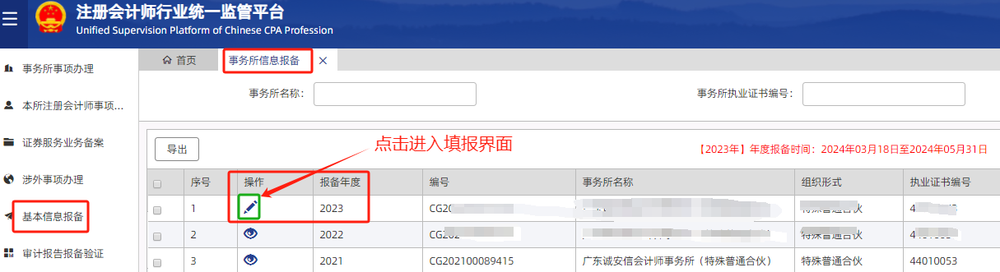 注册会计师行业统一监管平台
Unified Supervision Platform of Chinese CPA Profession
事务所事项办理
本所注册会计师事项...
证券服务业务备案
涉外事项办理
基本信息报备
审计报告报备验证
首页 事务所信息报备
事务所名称： 事务所执业证书编号：
点击进入填报界面
导出 【2023年】年度报备时间：2024年03月18日至2024年05月31日
序号 操作 报备年度 编号 事务所名称 组织形式 执业证书编号
1 2023 CG202 特殊普通合伙 4
2 2022 CG202 特殊普通合伙
3 2021 CG202100089415 广东诚安信会计师事务所（特殊普通合伙） 特殊普通合伙 44010053